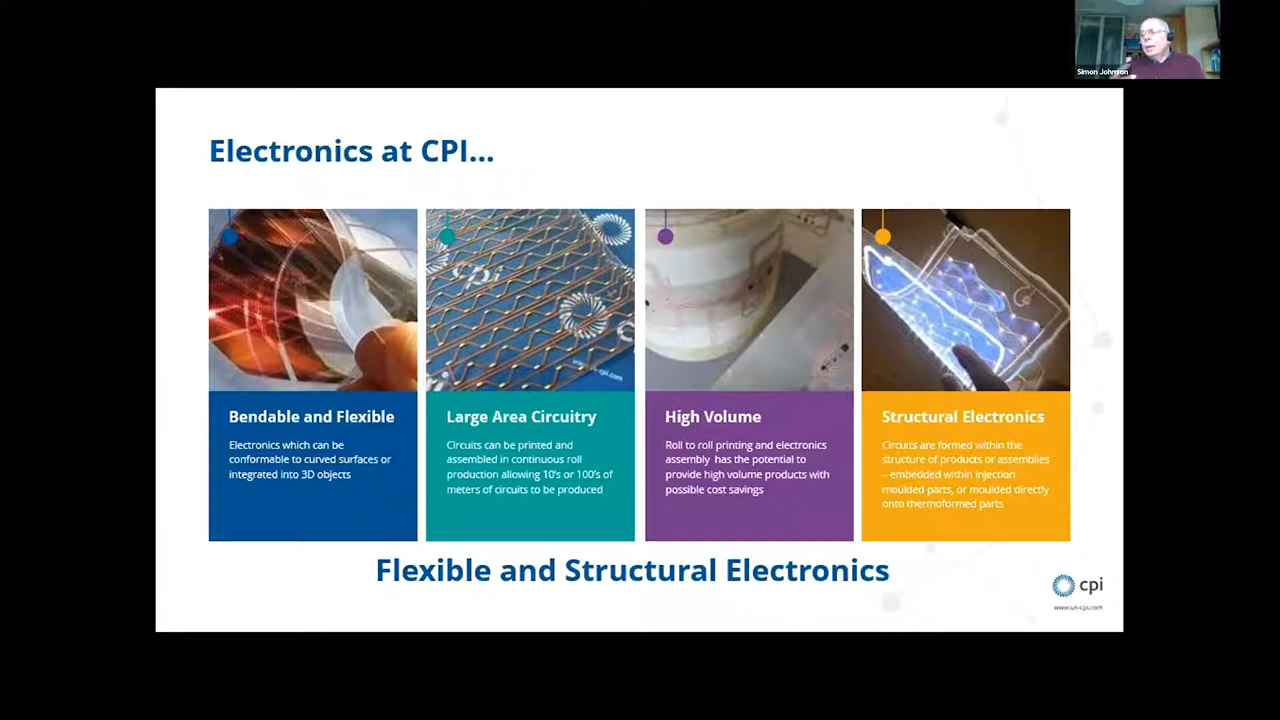 Simon Johnson
Electronics at CPI...
Bendable and Flexible
Electronics which can be
conformable to curved surfaces or
integrated into 3D objects
Large Area Circuitry
Circuits can be printed and
assembled in continuous roll
production allowing 10's or 100's of
meters of circuits to be produced
High Volume
Roll to roll printing and electronics
assembly has the potential to
provide high volume products with
possible cost savings
Structural Electronics
Circuits are formed within the
structure of products or assemblies
– embedded within injection
moulded parts, or moulded directly
onto thermoformed parts
Flexible and Structural Electronics
cpi
www.uk-cpi.com